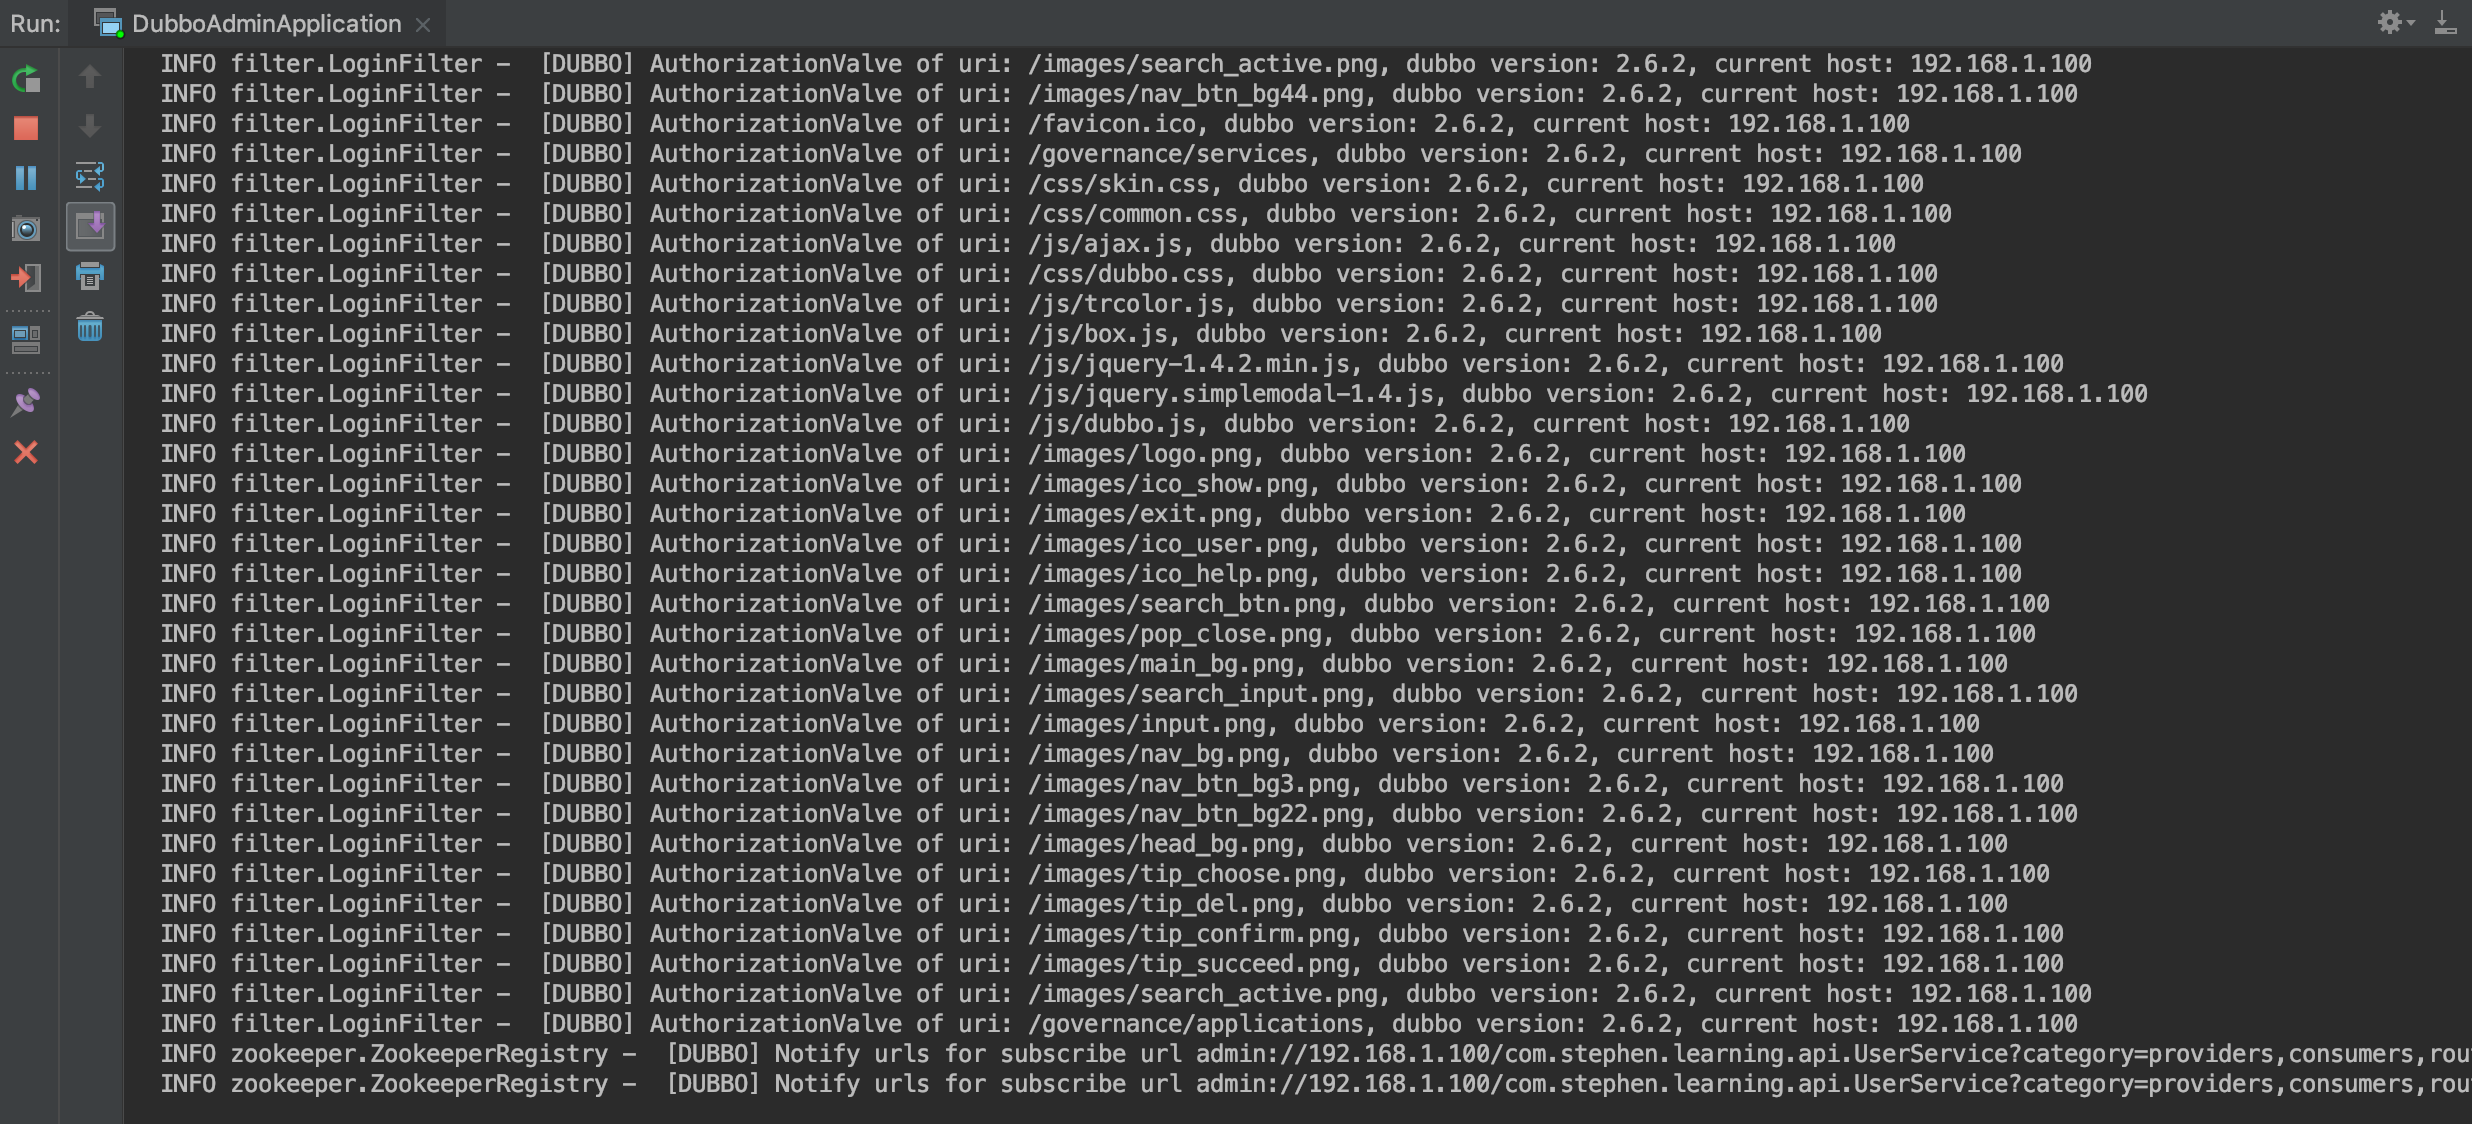 Run: DubboAdminApplication
INFO filter.LoginFilter -  [DUBBO] AuthorizationValve of uri: /images/search_active.png, dubbo version: 2.6.2, current host: 192.168.1.100
INFO filter.LoginFilter -  [DUBBO] AuthorizationValve of uri: /images/nav_btn_bg44.png, dubbo version: 2.6.2, current host: 192.168.1.100
INFO filter.LoginFilter -  [DUBBO] AuthorizationValve of uri: /favicon.ico, dubbo version: 2.6.2, current host: 192.168.1.100
INFO filter.LoginFilter -  [DUBBO] AuthorizationValve of uri: /governance/services, dubbo version: 2.6.2, current host: 192.168.1.100
INFO filter.LoginFilter -  [DUBBO] AuthorizationValve of uri: /css/skin.css, dubbo version: 2.6.2, current host: 192.168.1.100
INFO filter.LoginFilter -  [DUBBO] AuthorizationValve of uri: /css/common.css, dubbo version: 2.6.2, current host: 192.168.1.100
INFO filter.LoginFilter -  [DUBBO] AuthorizationValve of uri: /js/ajax.js, dubbo version: 2.6.2, current host: 192.168.1.100
INFO filter.LoginFilter -  [DUBBO] AuthorizationValve of uri: /css/dubbo.css, dubbo version: 2.6.2, current host: 192.168.1.100
INFO filter.LoginFilter -  [DUBBO] AuthorizationValve of uri: /js/trcolor.js, dubbo version: 2.6.2, current host: 192.168.1.100
INFO filter.LoginFilter -  [DUBBO] AuthorizationValve of uri: /js/box.js, dubbo version: 2.6.2, current host: 192.168.1.100
INFO filter.LoginFilter -  [DUBBO] AuthorizationValve of uri: /js/jquery-1.4.2.min.js, dubbo version: 2.6.2, current host: 192.168.1.100
INFO filter.LoginFilter -  [DUBBO] AuthorizationValve of uri: /js/jquery.simplemodal-1.4.js, dubbo version: 2.6.2, current host: 192.168.1.100
INFO filter.LoginFilter -  [DUBBO] AuthorizationValve of uri: /js/dubbo.js, dubbo version: 2.6.2, current host: 192.168.1.100
INFO filter.LoginFilter -  [DUBBO] AuthorizationValve of uri: /images/logo.png, dubbo version: 2.6.2, current host: 192.168.1.100
INFO filter.LoginFilter -  [DUBBO] AuthorizationValve of uri: /images/ico_show.png, dubbo version: 2.6.2, current host: 192.168.1.100
INFO filter.LoginFilter -  [DUBBO] AuthorizationValve of uri: /images/exit.png, dubbo version: 2.6.2, current host: 192.168.1.100
INFO filter.LoginFilter -  [DUBBO] AuthorizationValve of uri: /images/ico_user.png, dubbo version: 2.6.2, current host: 192.168.1.100
INFO filter.LoginFilter -  [DUBBO] AuthorizationValve of uri: /images/ico_help.png, dubbo version: 2.6.2, current host: 192.168.1.100
INFO filter.LoginFilter -  [DUBBO] AuthorizationValve of uri: /images/search_btn.png, dubbo version: 2.6.2, current host: 192.168.1.100
INFO filter.LoginFilter -  [DUBBO] AuthorizationValve of uri: /images/pop_close.png, dubbo version: 2.6.2, current host: 192.168.1.100
INFO filter.LoginFilter -  [DUBBO] AuthorizationValve of uri: /images/main_bg.png, dubbo version: 2.6.2, current host: 192.168.1.100
INFO filter.LoginFilter -  [DUBBO] AuthorizationValve of uri: /images/search_input.png, dubbo version: 2.6.2, current host: 192.168.1.100
INFO filter.LoginFilter -  [DUBBO] AuthorizationValve of uri: /images/input.png, dubbo version: 2.6.2, current host: 192.168.1.100
INFO filter.LoginFilter -  [DUBBO] AuthorizationValve of uri: /images/nav_bg.png, dubbo version: 2.6.2, current host: 192.168.1.100
INFO filter.LoginFilter -  [DUBBO] AuthorizationValve of uri: /images/nav_btn_bg3.png, dubbo version: 2.6.2, current host: 192.168.1.100
INFO filter.LoginFilter -  [DUBBO] AuthorizationValve of uri: /images/nav_btn_bg22.png, dubbo version: 2.6.2, current host: 192.168.1.100
INFO filter.LoginFilter -  [DUBBO] AuthorizationValve of uri: /images/head_bg.png, dubbo version: 2.6.2, current host: 192.168.1.100
INFO filter.LoginFilter -  [DUBBO] AuthorizationValve of uri: /images/tip_choose.png, dubbo version: 2.6.2, current host: 192.168.1.100
INFO filter.LoginFilter -  [DUBBO] AuthorizationValve of uri: /images/tip_del.png, dubbo version: 2.6.2, current host: 192.168.1.100
INFO filter.LoginFilter -  [DUBBO] AuthorizationValve of uri: /images/tip_confirm.png, dubbo version: 2.6.2, current host: 192.168.1.100
INFO filter.LoginFilter -  [DUBBO] AuthorizationValve of uri: /images/tip_succeed.png, dubbo version: 2.6.2, current host: 192.168.1.100
INFO filter.LoginFilter -  [DUBBO] AuthorizationValve of uri: /images/search_active.png, dubbo version: 2.6.2, current host: 192.168.1.100
INFO filter.LoginFilter -  [DUBBO] AuthorizationValve of uri: /governance/applications, dubbo version: 2.6.2, current host: 192.168.1.100
INFO zookeeper.ZookeeperRegistry -  [DUBBO] Notify urls for subscribe url admin://192.168.1.100/com.stephen.learning.api.UserService?category=providers,consumers,rou
INFO zookeeper.ZookeeperRegistry -  [DUBBO] Notify urls for subscribe url admin://192.168.1.100/com.stephen.learning.api.UserService?category=providers,consumers,rou